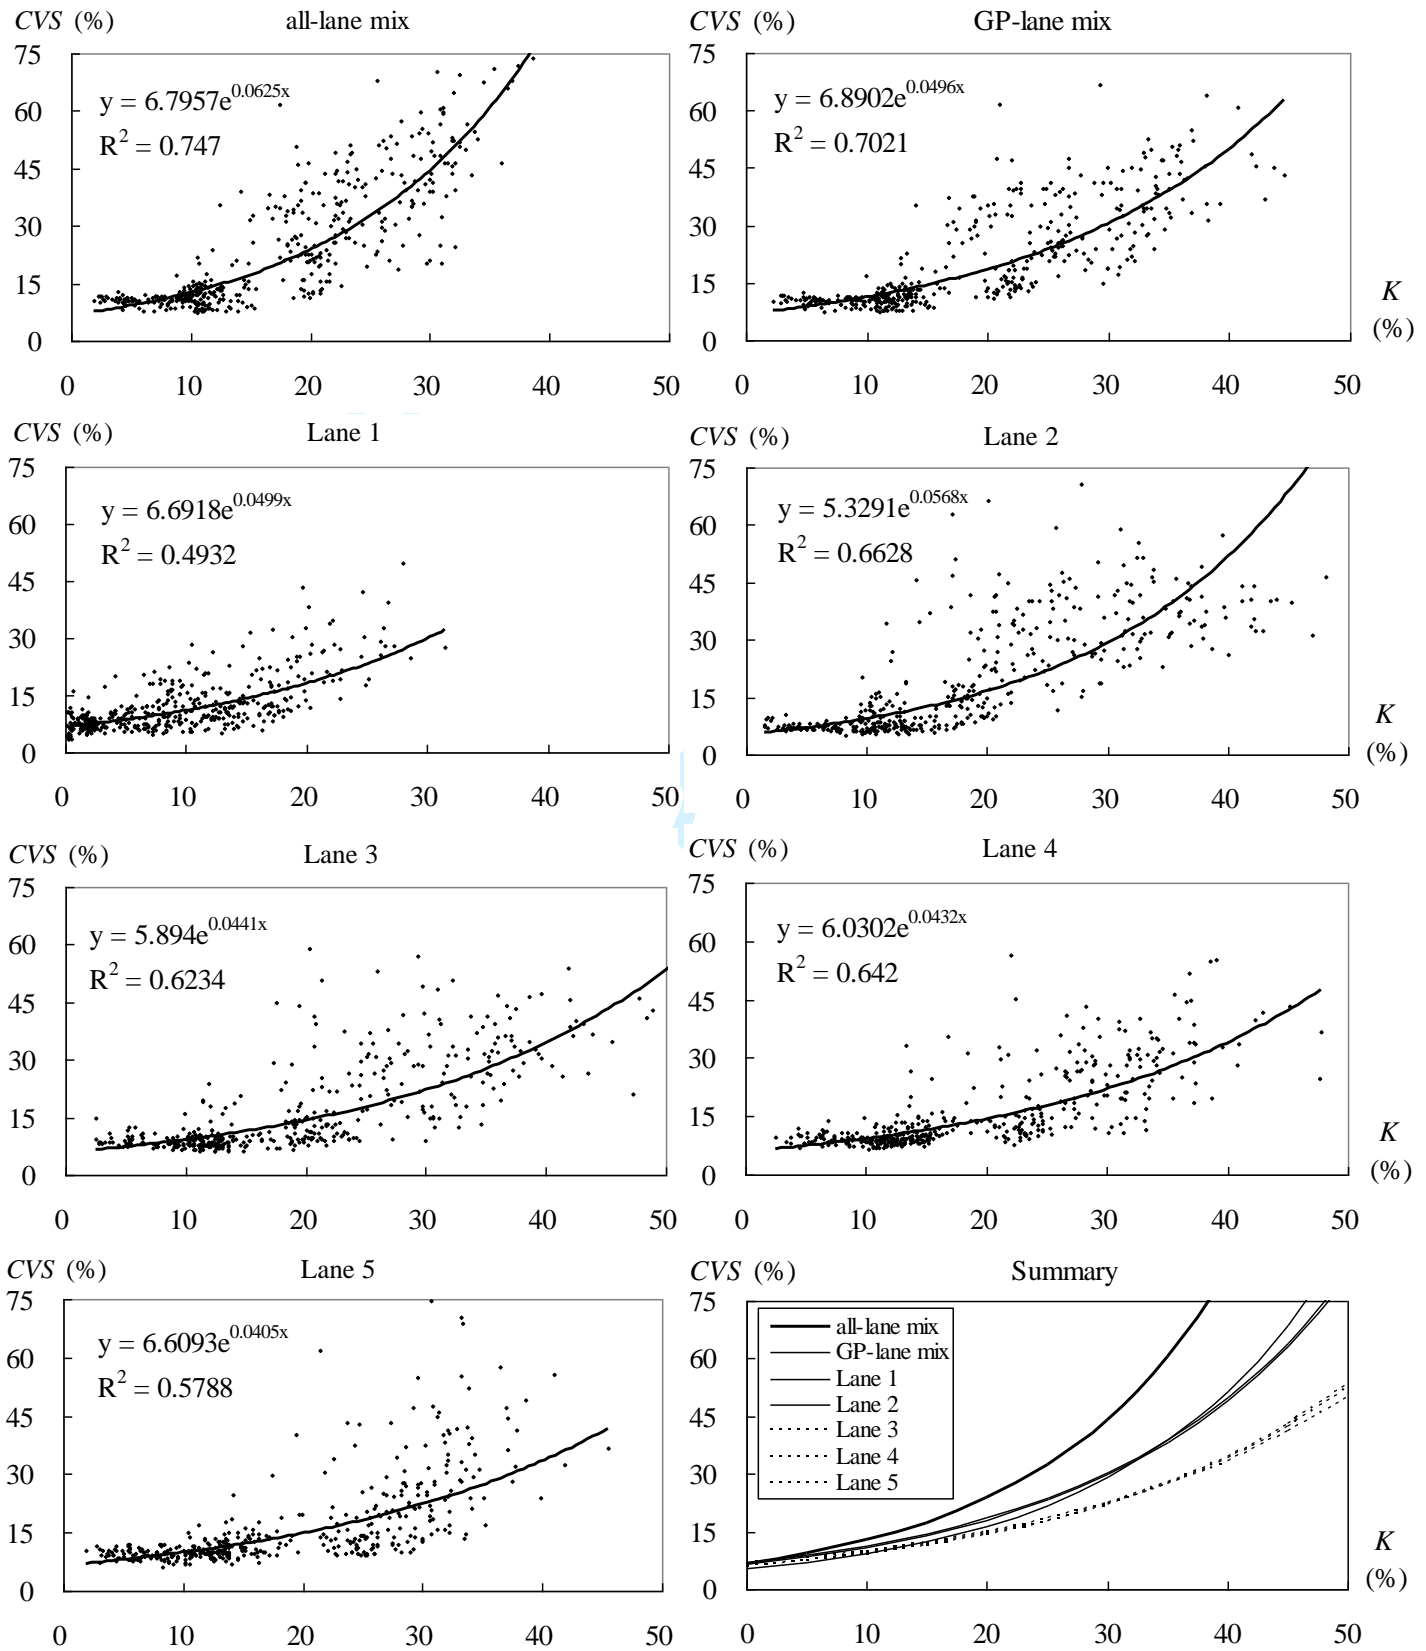 CVS (%)
all-lane mix
75
60
45
30
15
0
y = 6.7957e^0.0625x
R^2 = 0.747
0 10 20 30 40 50
CVS (%)
GP-lane mix
75
60
45
30
15
0
y = 6.8902e^0.0496x
R^2 = 0.7021
K
(%)
0 10 20 30 40 50
CVS (%)
Lane 1
75
60
45
30
15
0
y = 6.6918e^0.0499x
R^2 = 0.4932
0 10 20 30 40 50
CVS (%)
Lane 2
75
60
45
30
15
0
y = 5.3291e^0.0568x
R^2 = 0.6628
K
(%)
0 10 20 30 40 50
CVS (%)
Lane 3
75
60
45
30
15
0
y = 5.894e^0.0441x
R^2 = 0.6234
0 10 20 30 40 50
CVS (%)
Lane 4
75
60
45
30
15
0
y = 6.0302e^0.0432x
R^2 = 0.642
K
(%)
0 10 20 30 40 50
CVS (%)
Lane 5
75
60
45
30
15
0
y = 6.6093e^0.0405x
R^2 = 0.5788
0 10 20 30 40 50
CVS (%)
Summary
75
60
45
30
15
0
all-lane mix
GP-lane mix
Lane 1
Lane 2
Lane 3
Lane 4
Lane 5
K
(%)
0 10 20 30 40 50